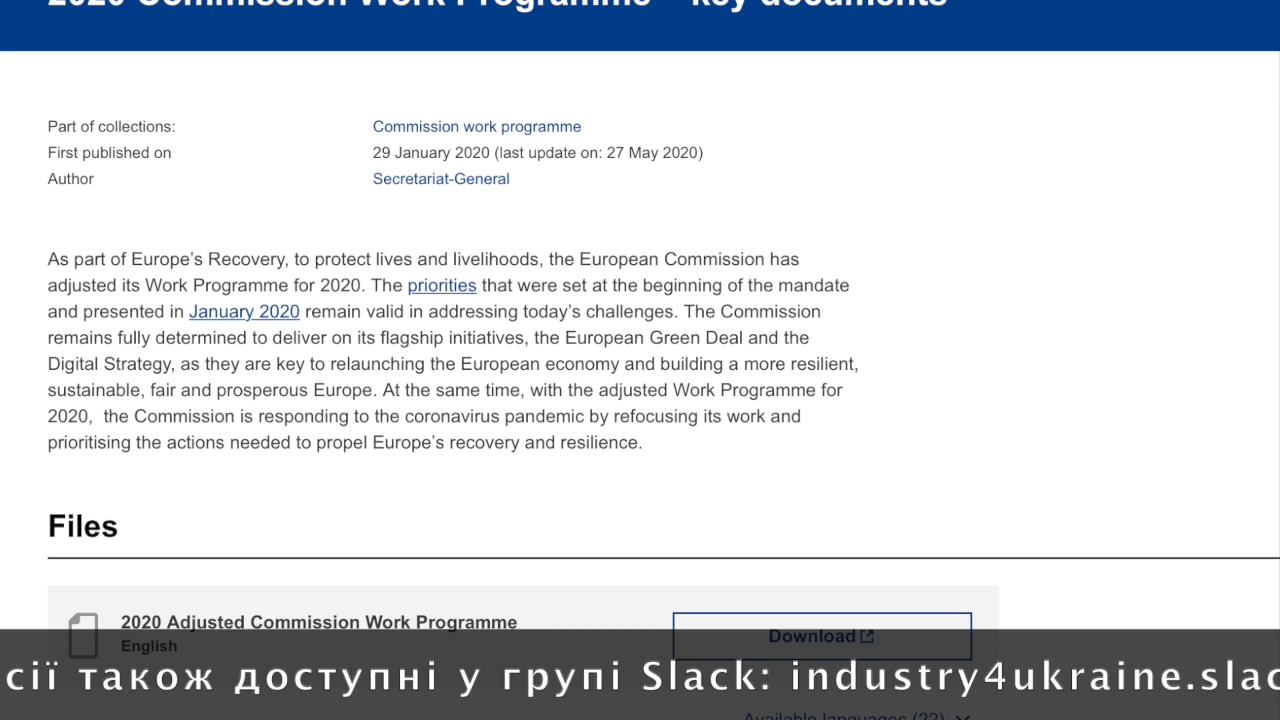 2020 Commission Work Programme – key documents
Part of collections: Commission work programme
First published on 29 January 2020 (last update on: 27 May 2020)
Author Secretariat-General
As part of Europe’s Recovery, to protect lives and livelihoods, the European Commission has
adjusted its Work Programme for 2020. The priorities that were set at the beginning of the mandate
and presented in January 2020 remain valid in addressing today’s challenges. The Commission
remains fully determined to deliver on its flagship initiatives, the European Green Deal and the
Digital Strategy, as they are key to relaunching the European economy and building a more resilient,
sustainable, fair and prosperous Europe. At the same time, with the adjusted Work Programme for
2020, the Commission is responding to the coronavirus pandemic by refocusing its work and
prioritising the actions needed to propel Europe’s recovery and resilience.
Files
2020 Adjusted Commission Work Programme
English
Download
сії також доступні у групі Slack: industry4ukraine.slac
Available languages (22)